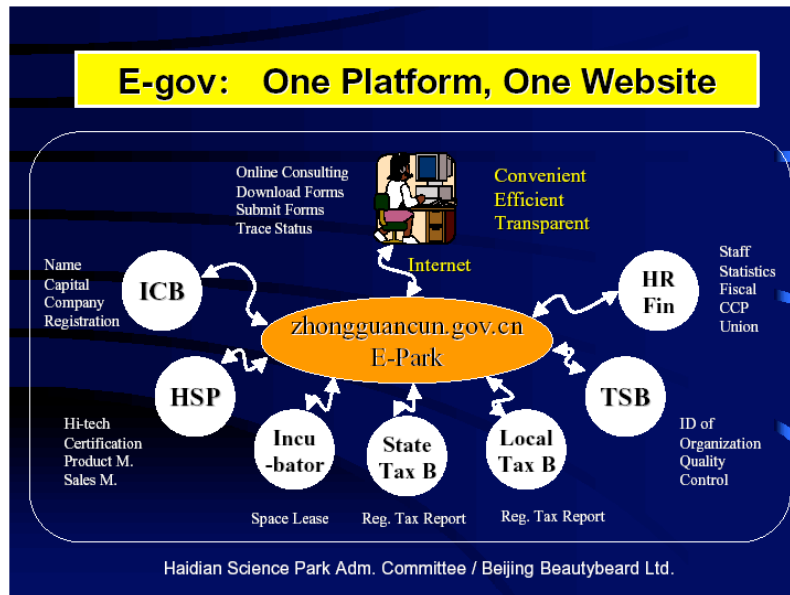 E-gov: One Platform, One Website
Online Consulting
Download Forms
Submit Forms
Trace Status
Convenient
Efficient
Transparent
Internet
Name
Capital
Company
Registration
ICB
HR
Fin
Staff
Statistics
Fiscal
CCP
Union
zhongguancun.gov.cn
E-Park
HSP
TSB
Hi-tech
Certification
Product M.
Sales M.
Incu
-bator
State
Tax B
Local
Tax B
ID of
Organization
Quality
Control
Space Lease
Reg. Tax Report
Reg. Tax Report
Haidian Science Park Adm. Committee / Beijing Beautybeard Ltd.